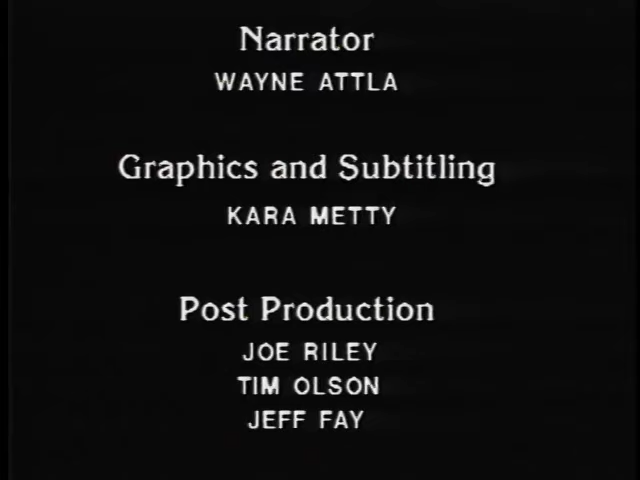 Narrator
WAYNE ATTLA
Graphics and Subtitling
KARA METTY
Post Production
JOE RILEY
TIM OLSON
JEFF FAY